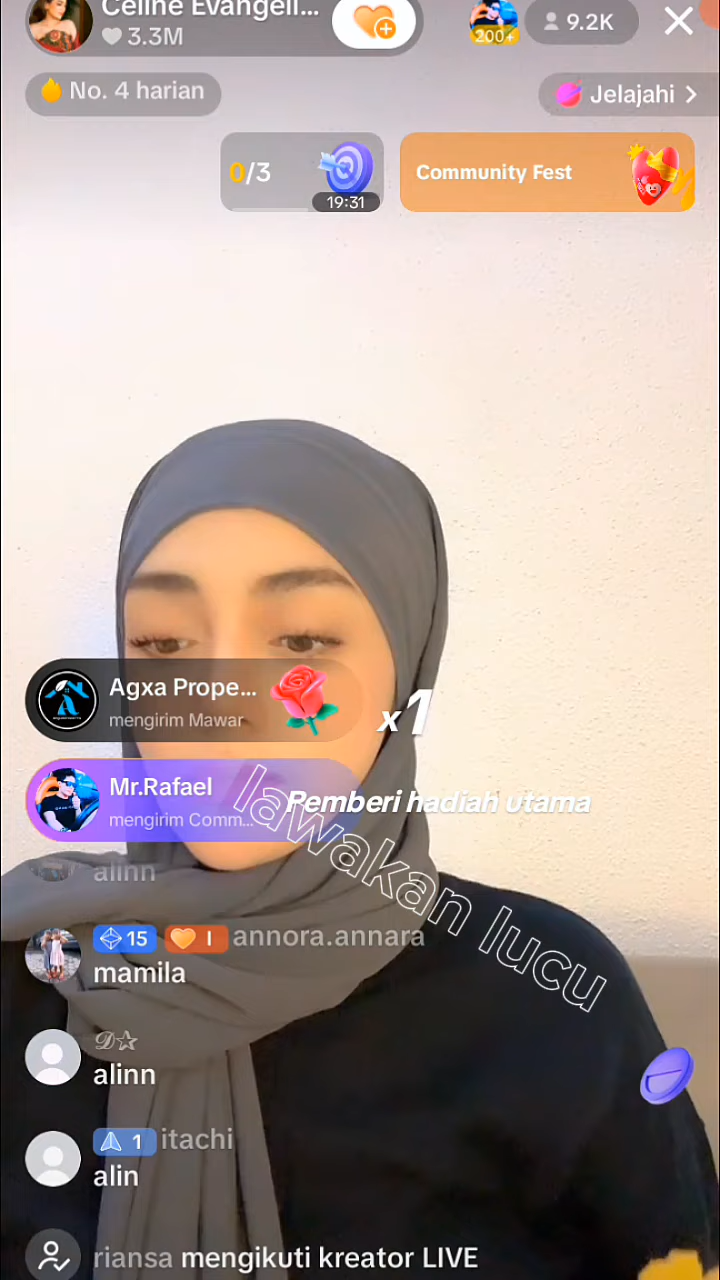 Celine Evangeli...
3.3M
200+
9.2K
No. 4 harian
Jelajahi >
0/3
19:31
Community Fest
Agxa Prope...
mengirim Mawar
x1
Mr.Rafael
mengirim Comm...
Pemberi hadiah utama
lawakan lucu
alinn
15 I annora.annara
mamila
𝒟☆
alinn
1 itachi
alin
riansa mengikuti kreator LIVE